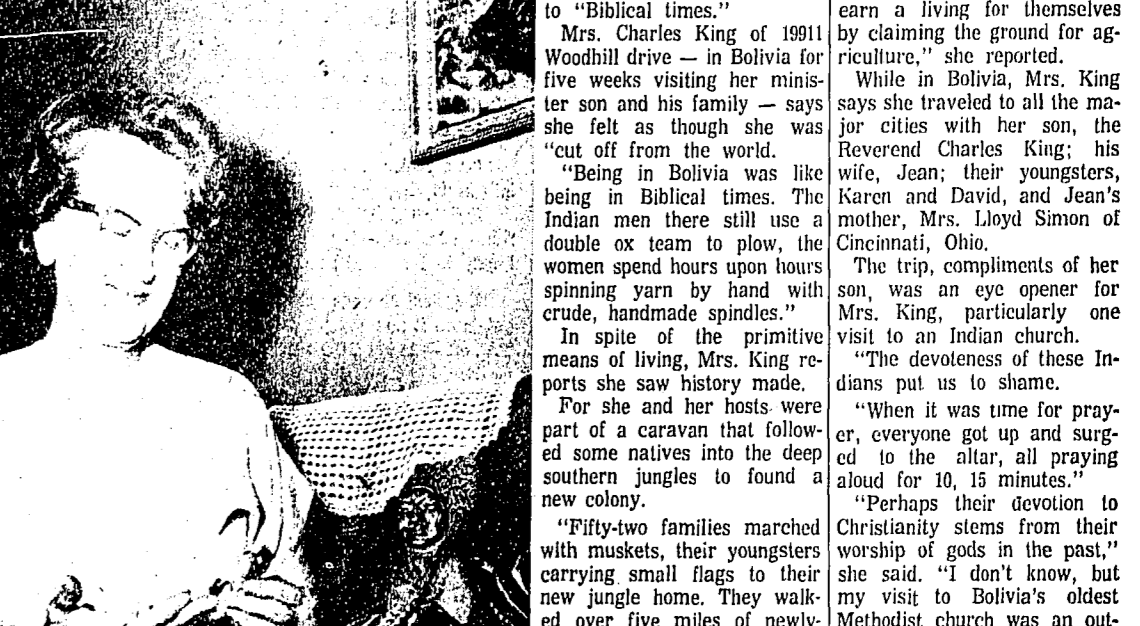 to “Biblical times.”
Mrs. Charles King of 19911
Woodhill drive — in Bolivia for
five weeks visiting her minis-
ter son and his family — says
she felt as though she was
“cut off from the world.
“Being in Bolivia was like
being in Biblical times. The
Indian men there still use a
double ox team to plow, the
women spend hours upon hours
spinning yarn by hand with
crude, handmade spindles.”
In spite of the primitive
means of living, Mrs. King re-
ports she saw history made.
For she and her hosts were
part of a caravan that follow-
ed some natives into the deep
southern jungles to found a
new colony.
“Fifty-two families marched
with muskets, their youngsters
carrying small flags to their
new jungle home. They walk-
ed over five miles of newly-
earn a living for themselves
by claiming the ground for ag-
riculture,” she reported.
While in Bolivia, Mrs. King
says she traveled to all the ma-
jor cities with her son, the
Reverend Charles King; his
wife, Jean; their youngsters,
Karen and David, and Jean’s
mother, Mrs. Lloyd Simon of
Cincinnati, Ohio.
The trip, compliments of her
son, was an eye opener for
Mrs. King, particularly one
visit to an Indian church.
“The devoteness of these In-
dians put us to shame.
“When it was time for pray-
er, everyone got up and surg-
ed to the altar, all praying
aloud for 10, 15 minutes.”
“Perhaps their devotion to
Christianity stems from their
worship of gods in the past,”
she said. “I don’t know, but
my visit to Bolivia’s oldest
Methodist church was an out-